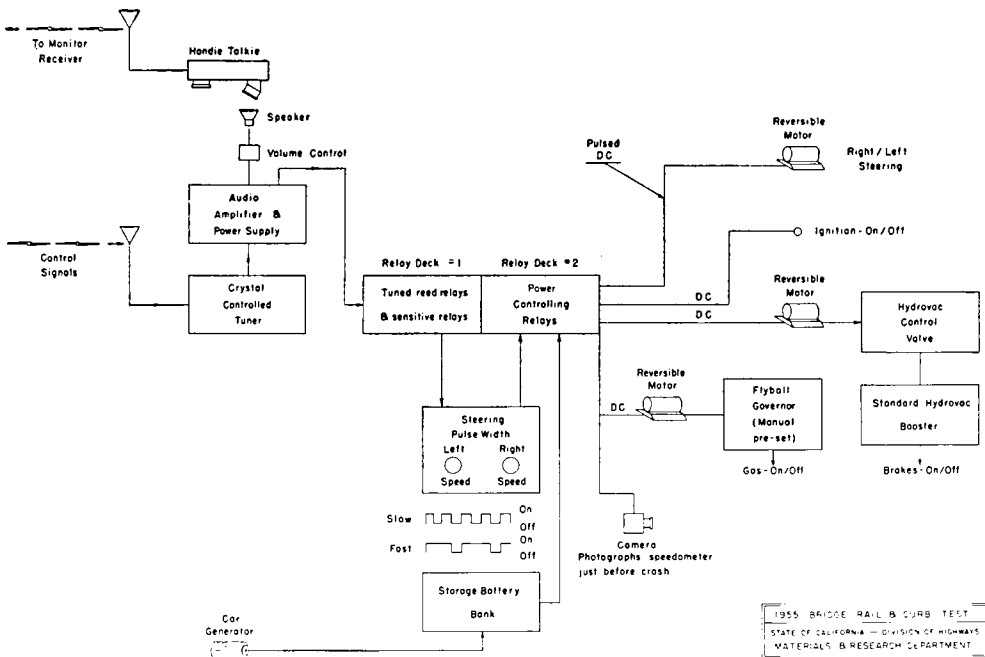 To Monitor
Receiver
Handie Talkie
Speaker
Volume Control
Audio
Amplifier &
Power Supply
Control
Signals
Crystal
Controlled
Tuner
Relay Deck #1
Tuned reed relays
& sensitive relays
Relay Deck #2
Power
Controlling
Relays
Pulsed
DC
Reversible
Motor
Right / Left
Steering
Ignition - On / Off
DC
DC
Reversible
Motor
Hydrovac
Control
Valve
Standard Hydrovac
Booster
Brakes - On/Off
DC
Reversible
Motor
Flyball
Governor
(Manual
pre-set)
Gas - On/Off
Steering
Pulse Width
Left Right
Speed Speed
Slow
On
Off
Fast
On
Off
Camera
Photographs speedometer
just before crash
Storage Battery
Bank
Car
Generator
1955 BRIDGE RAIL & CURB TEST
STATE OF CALIFORNIA — DIVISION OF HIGHWAYS
MATERIALS & RESEARCH DEPARTMENT